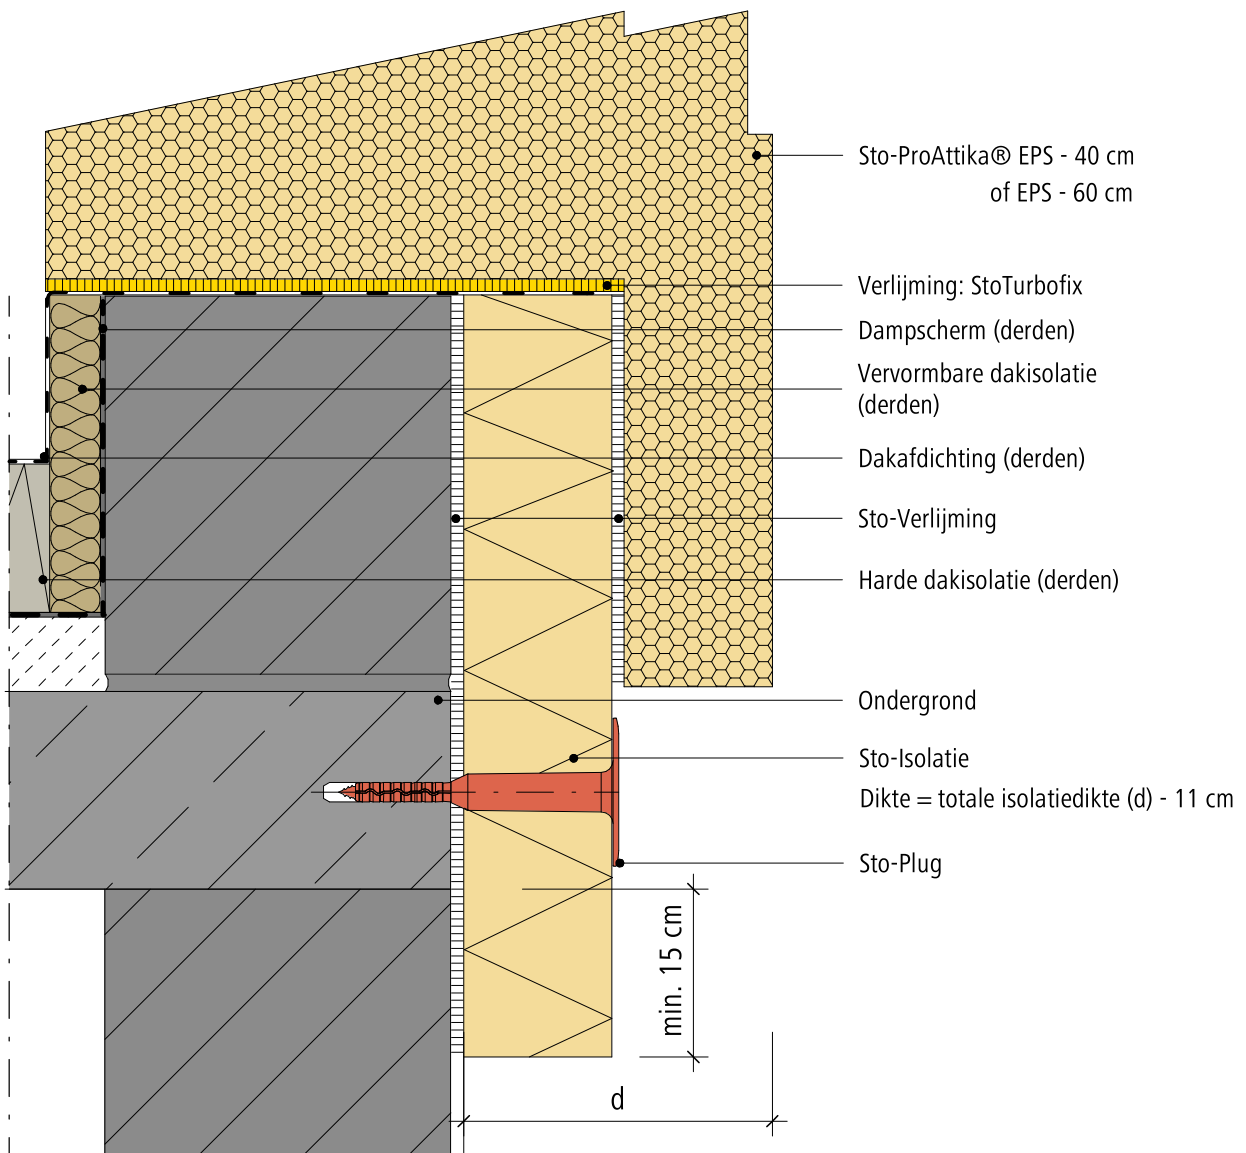 Sto-ProAttika® EPS - 40 cm
of EPS - 60 cm
Verlijming: StoTurbofix
Dampscherm (derden)
Vervormbare dakisolatie
(derden)
Dakafdichting (derden)
Sto-Verlijming
Harde dakisolatie (derden)
Ondergrond
Sto-Isolatie
Dikte = totale isolatiedikte (d) - 11 cm
Sto-Plug
min. 15 cm
d